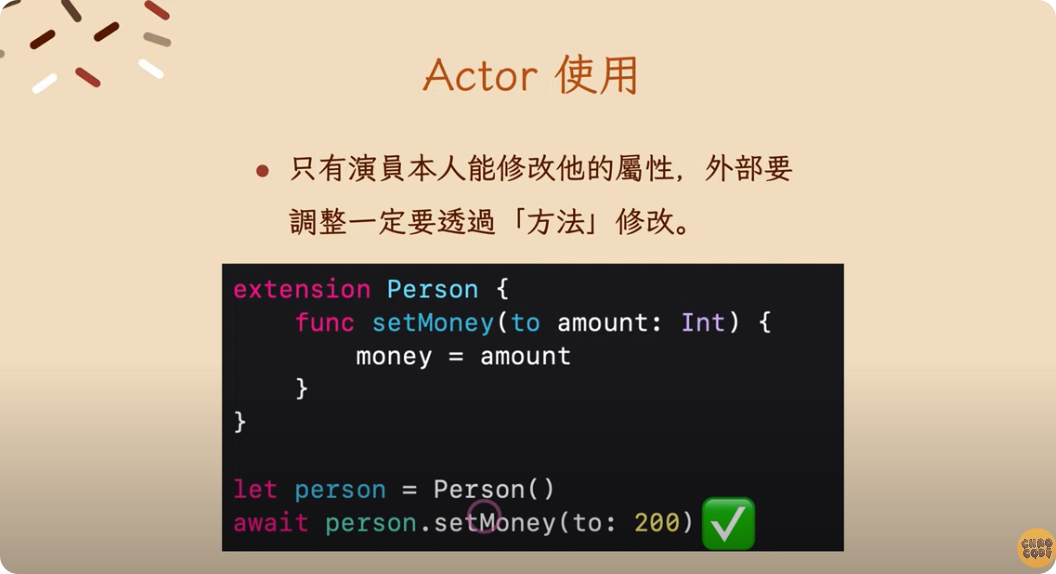 Actor 使用
只有演員本人能修改他的屬性，外部要
調整一定要透過「方法」修改。
extension Person {
    func setMoney(to amount: Int) {
        money = amount
    }
}
let person = Person()
await person.setMoney(to: 200)
CHAO
CODE